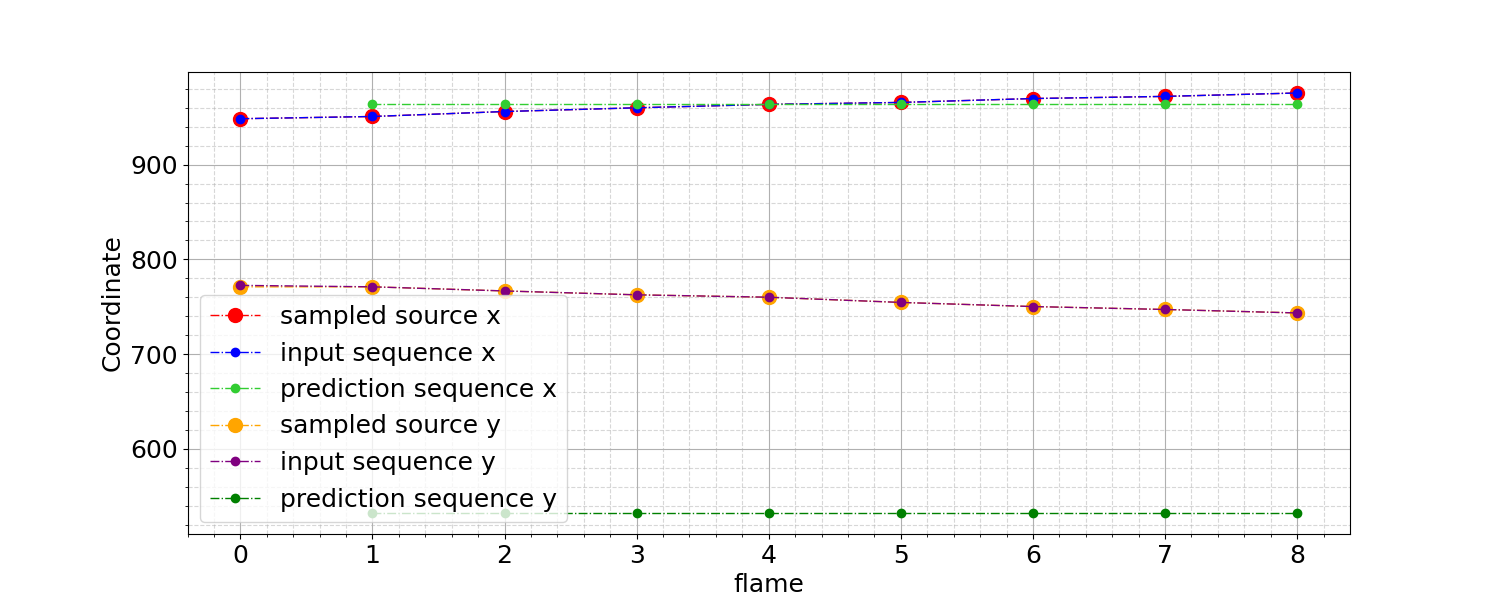 900
800
700
600
Coordinate
sampled source x
input sequence x
prediction sequence x
sampled source y
input sequence y
prediction sequence y
0 1 2 3 4 5 6 7 8
flame